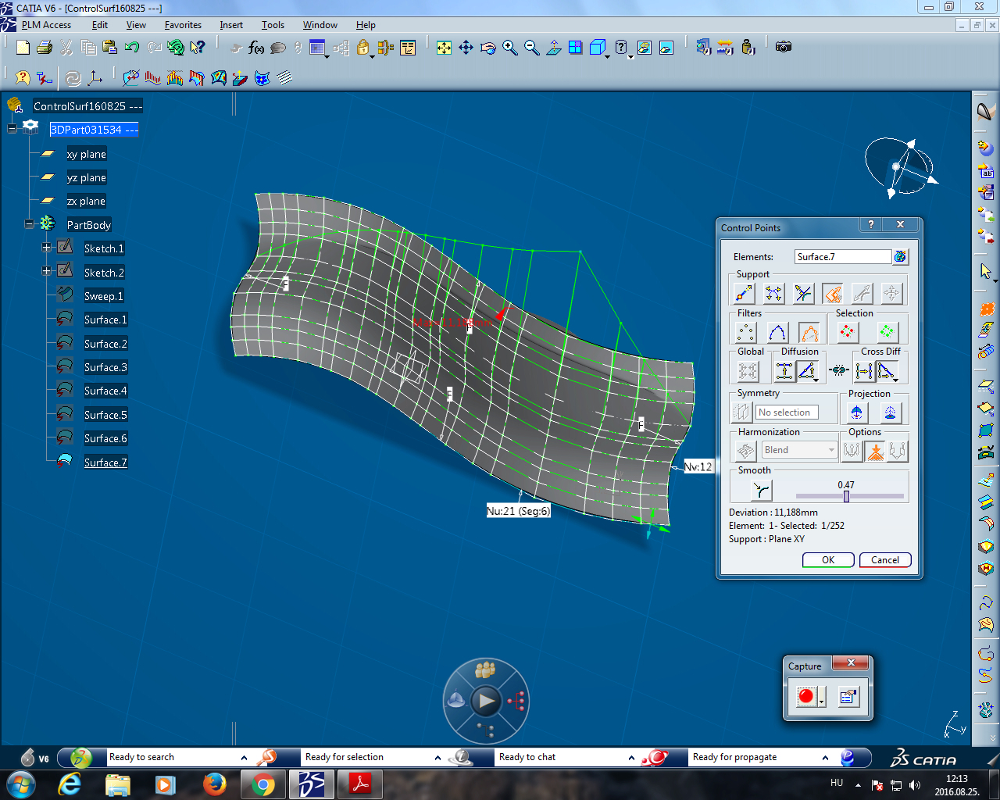 CATIA V6 - [ControlSurf160825 ---]
PLM Access Edit View Favorites Insert Tools Window Help
ControlSurf160825 ---
3DPart031534 ---
xy plane
yz plane
zx plane
PartBody
Sketch.1
Sketch.2
Sweep.1
Surface.1
Surface.2
Surface.3
Surface.4
Surface.5
Surface.6
Surface.7
F
F
F
F
Nv:12
Nu:21 (Seg:6)
Control Points
Elements: Surface.7
Support
Filters Selection
Global Diffusion Cross Diff
Symmetry Projection
No selection
Harmonization Options
Blend
Smooth
0.47
Deviation : 11,188mm
Element: 1- Selected: 1/252
Support : Plane XY
OK Cancel
Capture
z
y
x
V6 Ready to search Ready for selection Ready to chat Ready for propagate CATIA
HU 12:13
2016.08.25.